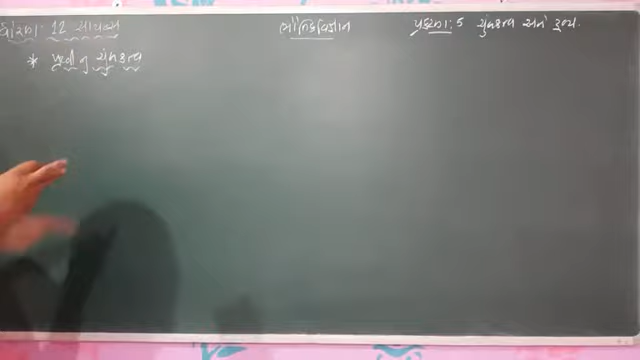 ધોરણ: 12 સાયન્સ
ભૌતિકવિજ્ઞાન
પ્રકરણ: 5 ચુંબકત્વ અને દ્રવ્ય.
* પૃથ્વી નું ચુંબકત્વ